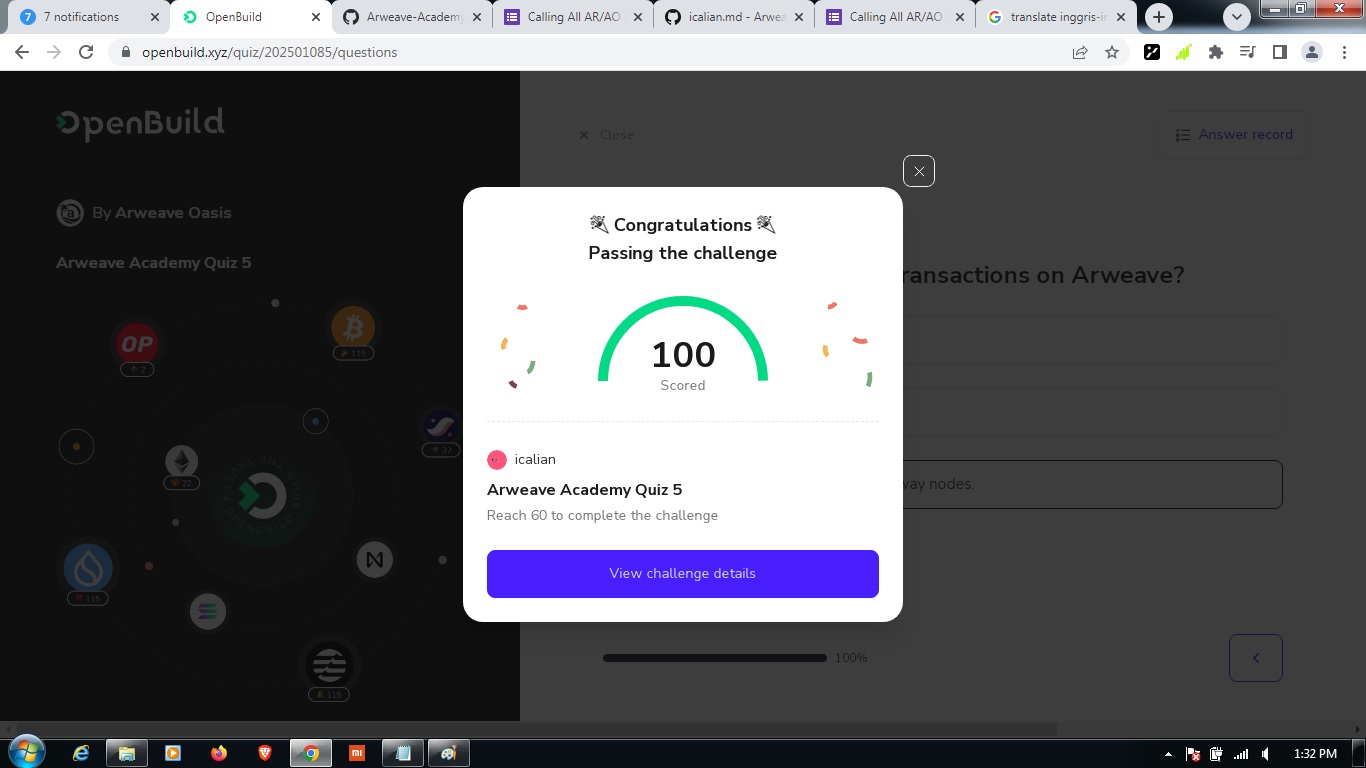 7 notifications
OpenBuild
Arweave-Academy
Calling All AR/AO
icalian.md - Arwea
Calling All AR/AO
translate inggris-in
openbuild.xyz/quiz/202501085/questions
OpenBuild
Close
Answer record
By Arweave Oasis
Arweave Academy Quiz 5
ransactions on Arweave?
way nodes.
OP
2
115
32
22
115
115
Congratulations
Passing the challenge
100
Scored
icalian
Arweave Academy Quiz 5
Reach 60 to complete the challenge
View challenge details
100%
1:32 PM